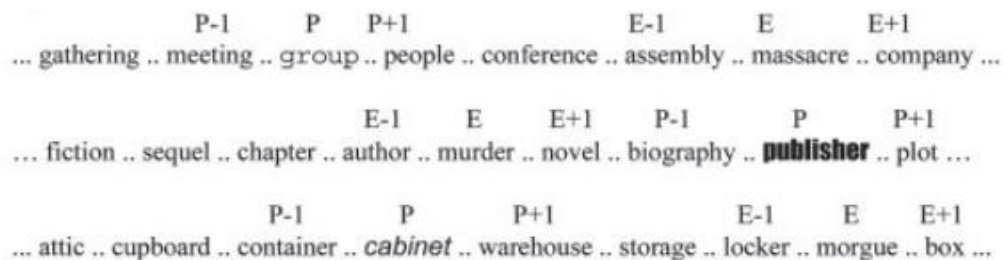 P-1 P P+1 E-1 E E+1
... gathering .. meeting .. group .. people .. conference .. assembly .. massacre .. company ...
E-1 E E+1 P-1 P P+1
... fiction .. sequel .. chapter .. author .. murder .. novel .. biography .. publisher .. plot ...
P-1 P P+1 E-1 E E+1
... attic .. cupboard .. container .. cabinet .. warehouse .. storage .. locker .. morgue .. box ...